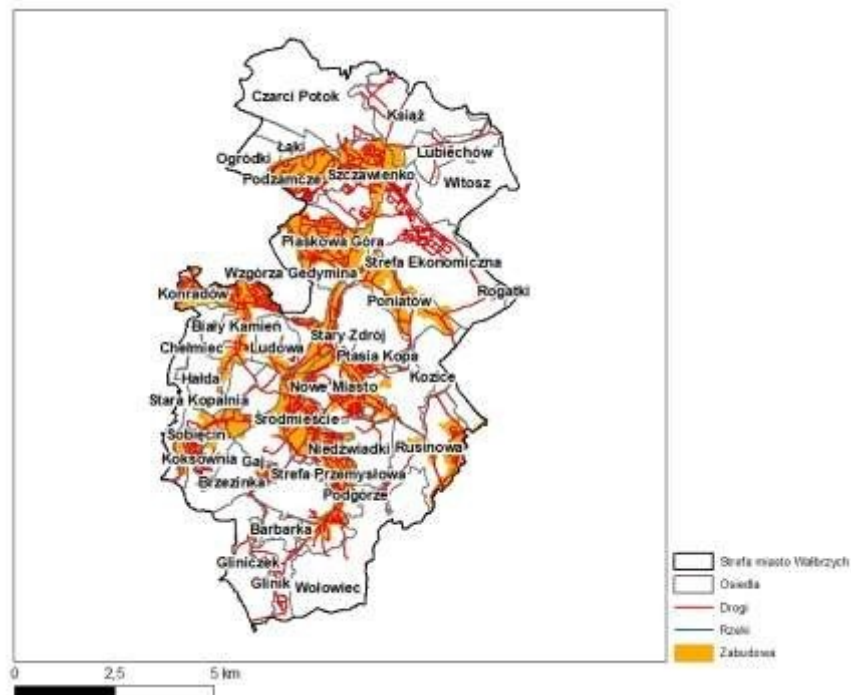 Czarci Potok
Książ
Łąki
Lubiechów
Ogródki
Podzamcze
Szczawienko
Witosz
Piaskowa Góra
Strefa Ekonomiczna
Wzgórza Gedymina
Konradów
Poniatów
Rogatki
Biały Kamień
Stary Zdrój
Chełmiec
Ludowa
Ptasia Kopa
Hałda
Nowe Miasto
Kozice
Stara Kopalnia
Śródmieście
Sobięcin
Niedźwiadki
Rusinowa
Koksownia
Gaj
Strefa Przemysłowa
Brzezinka
Podgórze
Barbarka
Gliniczek
Glinik
Wołowiec
Strefa miasto Wałbrzych
Osiedla
Drogi
Rzeki
Zabudowa
0 2,5 5 km